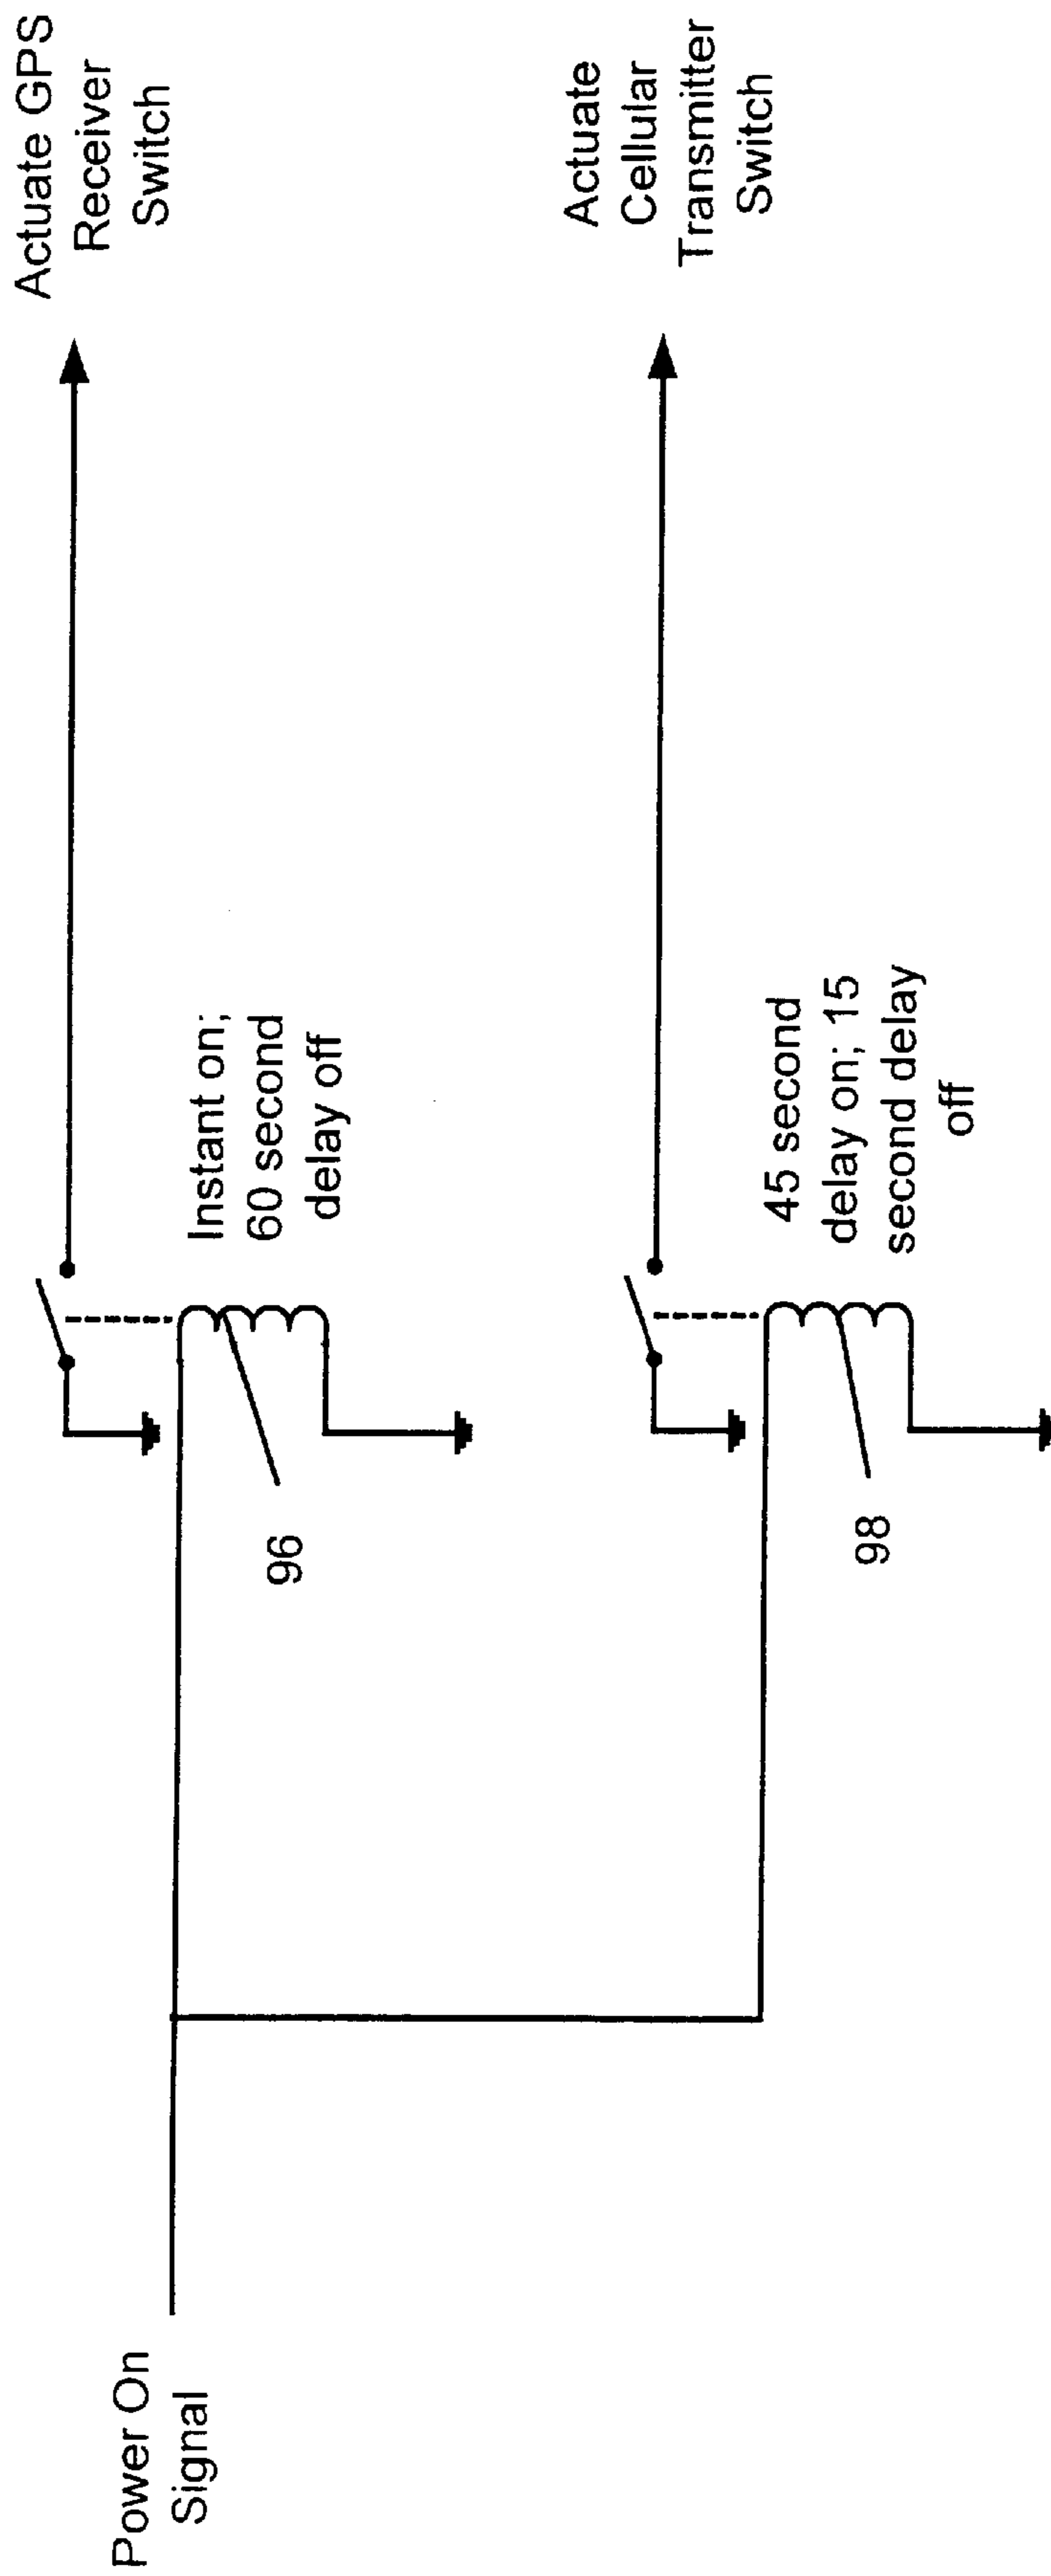 Power On
Signal
96
Instant on;
60 second
delay off
Actuate GPS
Receiver
Switch
98
45 second
delay on; 15
second delay
off
Actuate
Cellular
Transmitter
Switch